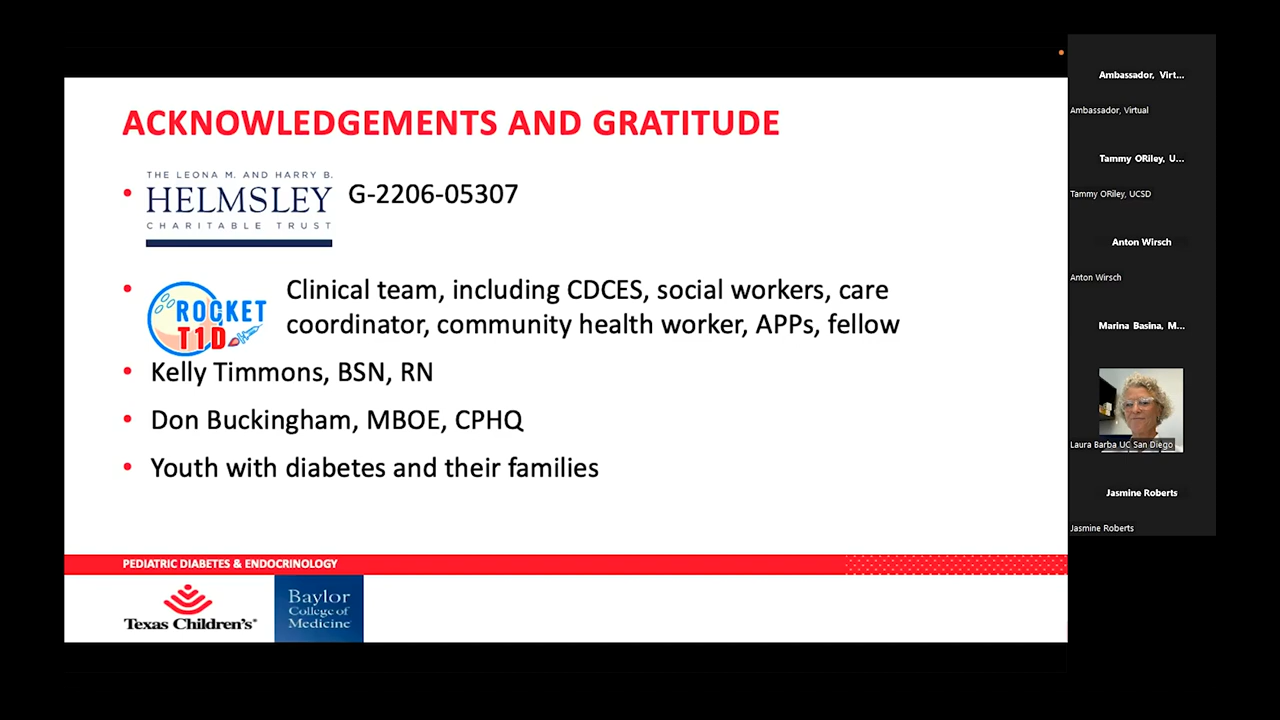 ACKNOWLEDGEMENTS AND GRATITUDE
THE LEONA M. AND HARRY B.
HELMSLEY
CHARITABLE TRUST
G-2206-05307
ROCKET
T1D
Clinical team, including CDCES, social workers, care
coordinator, community health worker, APPs, fellow
Kelly Timmons, BSN, RN
Don Buckingham, MBOE, CPHQ
Youth with diabetes and their families
PEDIATRIC DIABETES & ENDOCRINOLOGY
Texas Children's
Baylor
College of
Medicine
Ambassador, Virt...
Ambassador, Virtual
Tammy ORiley, U...
Tammy ORiley, UCSD
Anton Wirsch
Anton Wirsch
Marina Basina, M...
Laura Barba UC San Diego
Jasmine Roberts
Jasmine Roberts